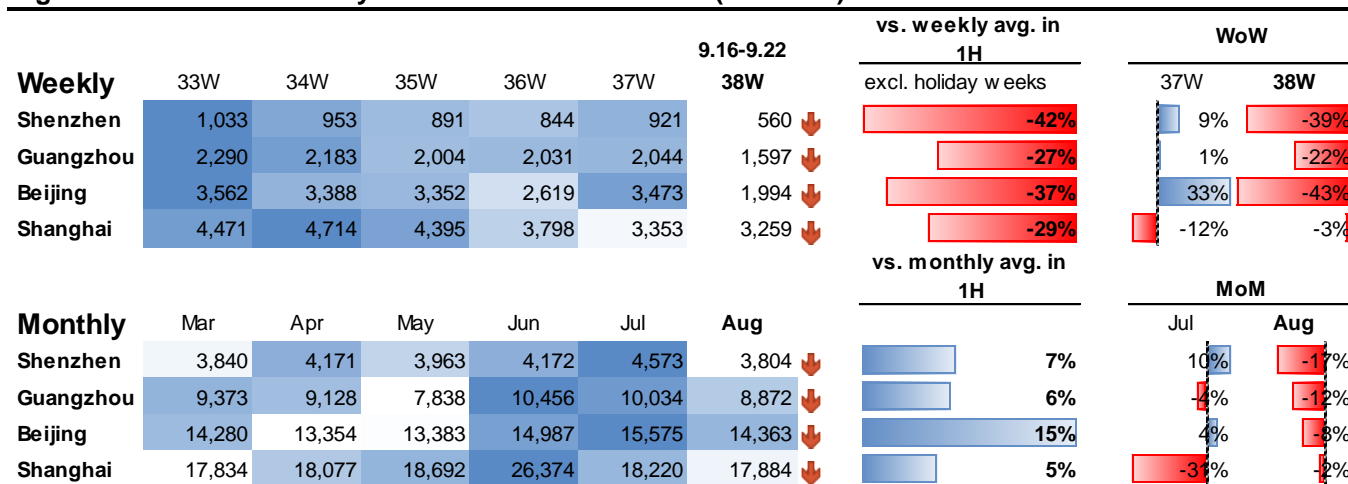 vs. weekly avg. in WoW
9.16-9.22 1H
Weekly 33W 34W 35W 36W 37W 38W excl. holiday weeks 37W 38W
Shenzhen 1,033 953 891 844 921 560 -42% 9% -39%
Guangzhou 2,290 2,183 2,004 2,031 2,044 1,597 -27% 1% -22%
Beijing 3,562 3,388 3,352 2,619 3,473 1,994 -37% 33% -43%
Shanghai 4,471 4,714 4,395 3,798 3,353 3,259 -29% -12% -3%
vs. monthly avg. in
1H MoM
Monthly Mar Apr May Jun Jul Aug Jul Aug
Shenzhen 3,840 4,171 3,963 4,172 4,573 3,804 7% 10% -17%
Guangzhou 9,373 9,128 7,838 10,456 10,034 8,872 6% -4% -12%
Beijing 14,280 13,354 13,383 14,987 15,575 14,363 15% 4% -8%
Shanghai 17,834 18,077 18,692 26,374 18,220 17,884 5% -31% -2%